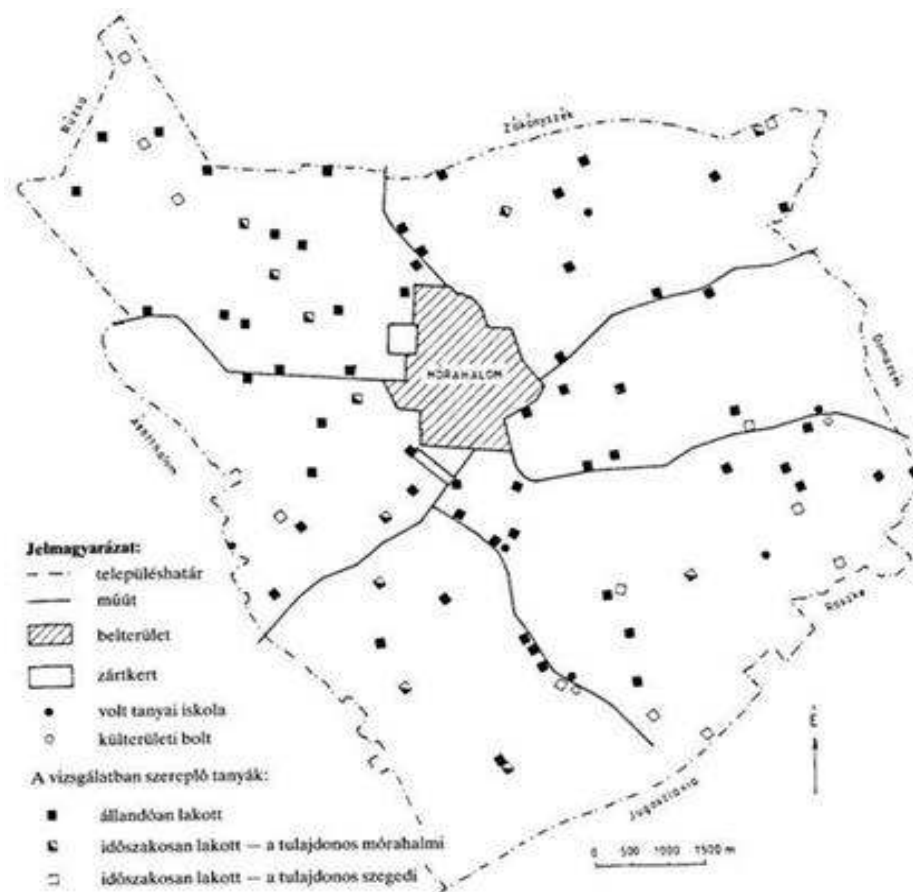 Búzsá
Zákányszék
Domaszék
MÓRAHALOM
Ásotthalom
Röszke
Jugoszlávia
É
0 500 1000 1500 m
Jelmagyarázat:
településhatár
műút
belterület
zártkert
volt tanyai iskola
külterületi bolt
A vizsgálatban szereplő tanyák:
állandóan lakott
időszakosan lakott — a tulajdonos mórahalmi
időszakosan lakott — a tulajdonos szegedi